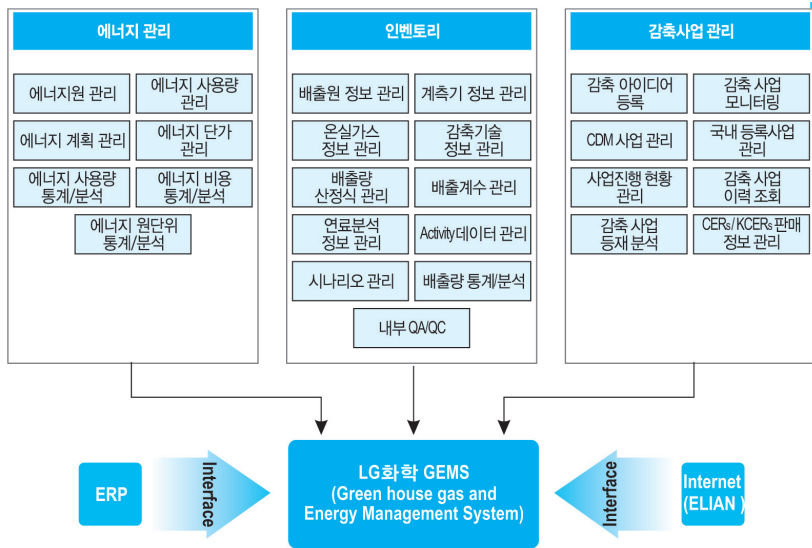 에너지 관리
에너지원 관리
에너지 사용량
관리
에너지 계획 관리
에너지 단가
관리
에너지 사용량
통계/분석
에너지 비용
통계/분석
에너지 원단위
통계/분석
인벤토리
배출원 정보 관리
계측기 정보 관리
온실가스
정보 관리
감축기술
정보 관리
배출량
산정식 관리
배출계수 관리
연료분석
정보 관리
Activity데이터 관리
시나리오 관리
배출량 통계/분석
내부 QA/QC
감축사업 관리
감축 아이디어
등록
감축 사업
모니터링
CDM 사업 관리
국내 등록사업
관리
사업진행 현황
관리
감축 사업
이력 조회
감축 사업
등재 분석
CERs/KCERs 판매
정보 관리
ERP
Interface
LG화학 GEMS
(Green house gas and
Energy Management System)
Interface
Internet
(ELIAN )